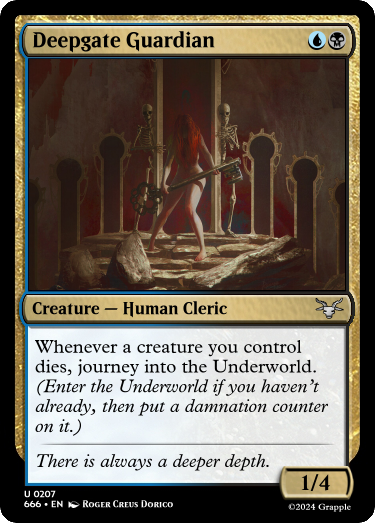 Deepgate Guardian
Creature — Human Cleric
Whenever a creature you control
dies, journey into the Underworld.
(Enter the Underworld if you haven't
already, then put a damnation counter
on it.)
There is always a deeper depth.
1/4
U 0207
666 • EN Roger Creus Dorico
©2024 Grapple